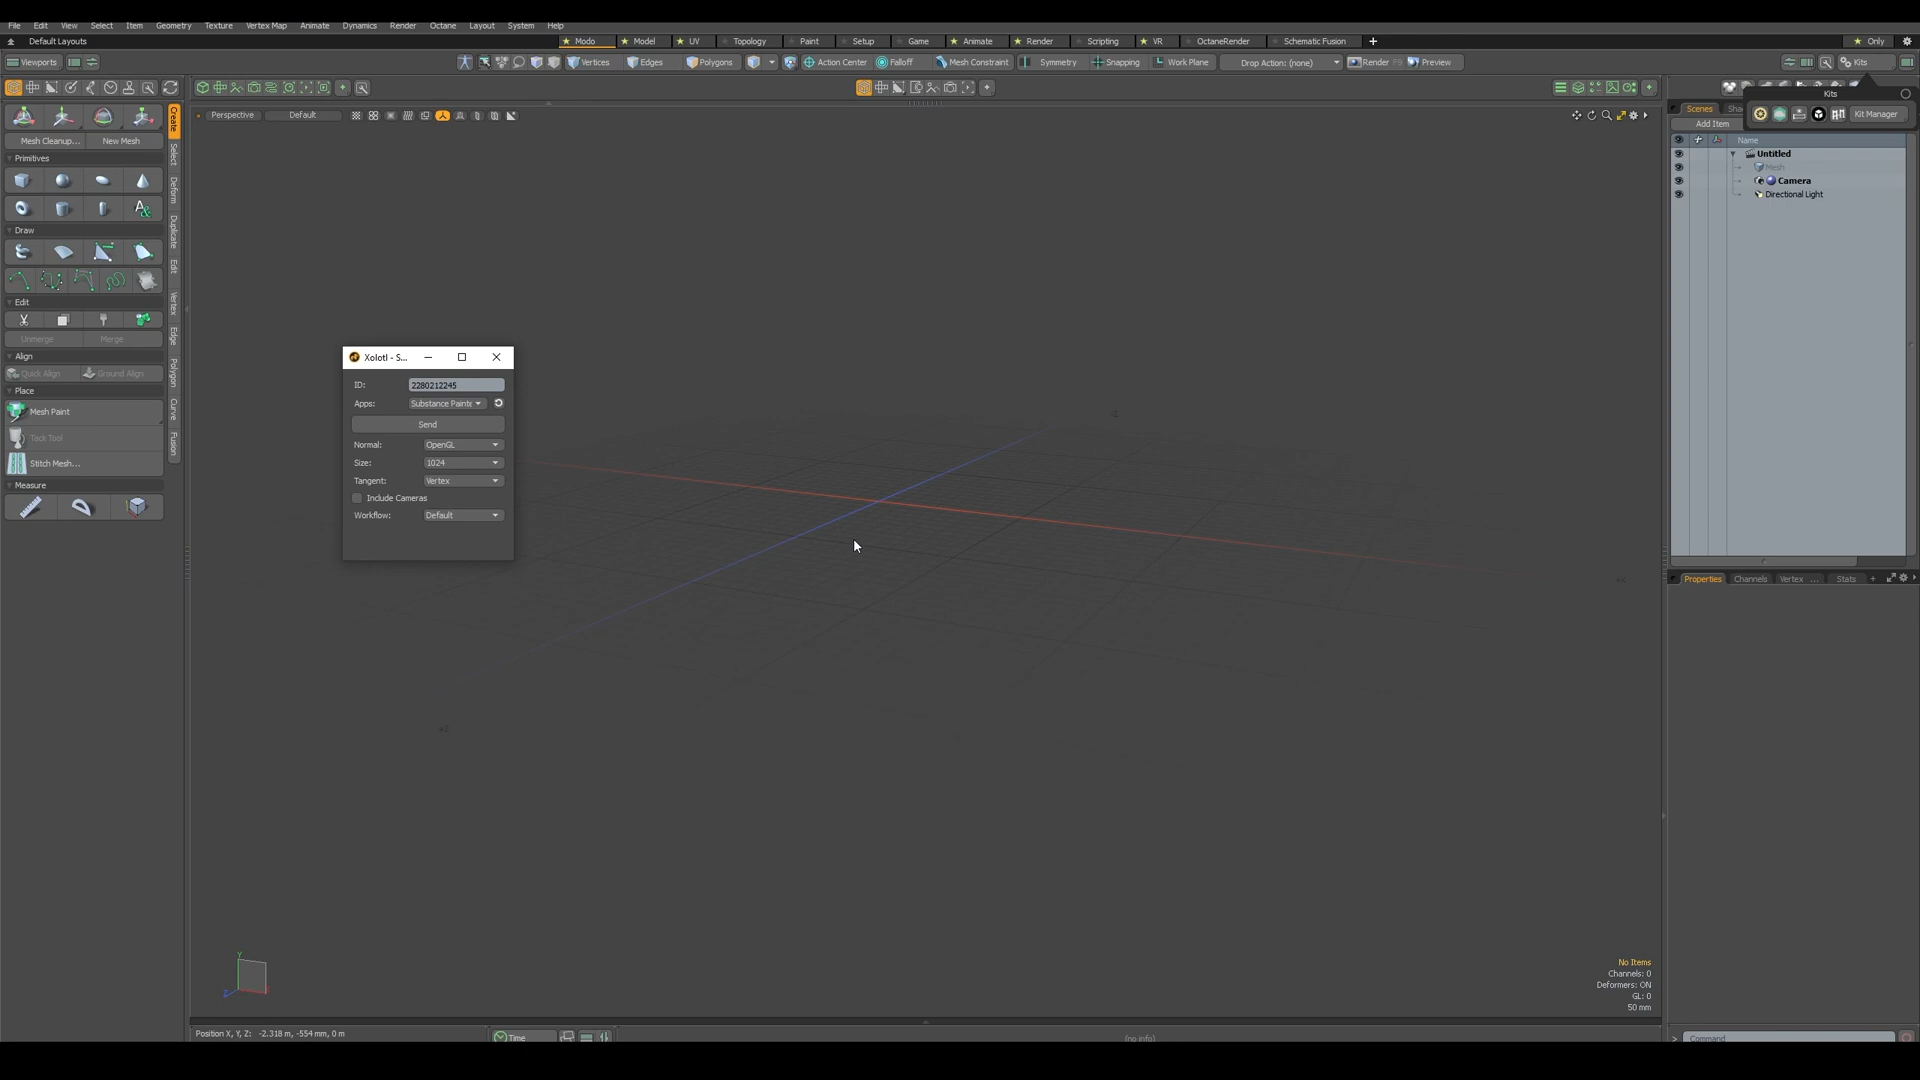 File Edit View Select Item Geometry Texture Vertex Map Animate Dynamics Render Octane Layout System Help
Default Layouts
Modo Model UV Topology Paint Setup Game Animate Render Scripting VR OctaneRender Schematic Fusion
Only
Viewports
Vertices Edges Polygons Action Center Falloff Mesh Constraint Symmetry Snapping Work Plane Drop Action: (none) Render F9 Preview
Kits
Kits
Kit Manager
Perspective Default
Mesh Cleanup... New Mesh
Primitives
Draw
Edit
Unmerge Merge
Align
Quick Align Ground Align
Place
Mesh Paint
Tack Tool
Stitch Mesh...
Measure
Create
Select
Deform
Duplicate
Edit
Vertex
Edge
Polygon
Curve
Fusion
Xolotl - S...
ID: 2280212245
Apps: Substance Painte
Send
Normal: OpenGL
Size: 1024
Tangent: Vertex
Include Cameras
Workflow: Default
Scenes
Add Item
Name
Untitled
Mesh
Camera
Directional Light
Properties Channels Vertex ... Stats
Y
Z
No Items
Channels: 0
Deformers: ON
GL: 0
50 mm
Position X, Y, Z: -2.318 m, -554 mm, 0 m
Time
(no info)
Command